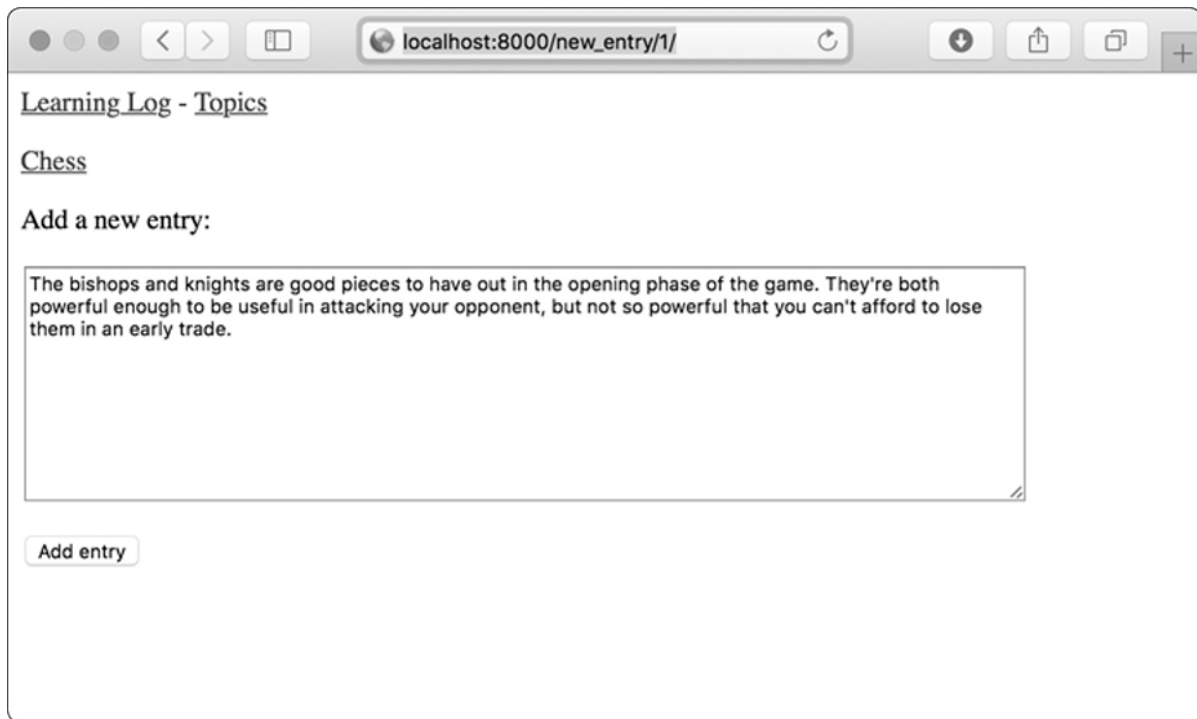 localhost:8000/new_entry/1/
Learning Log - Topics
Chess
Add a new entry:
The bishops and knights are good pieces to have out in the opening phase of the game. They're both
powerful enough to be useful in attacking your opponent, but not so powerful that you can't afford to lose
them in an early trade.
Add entry